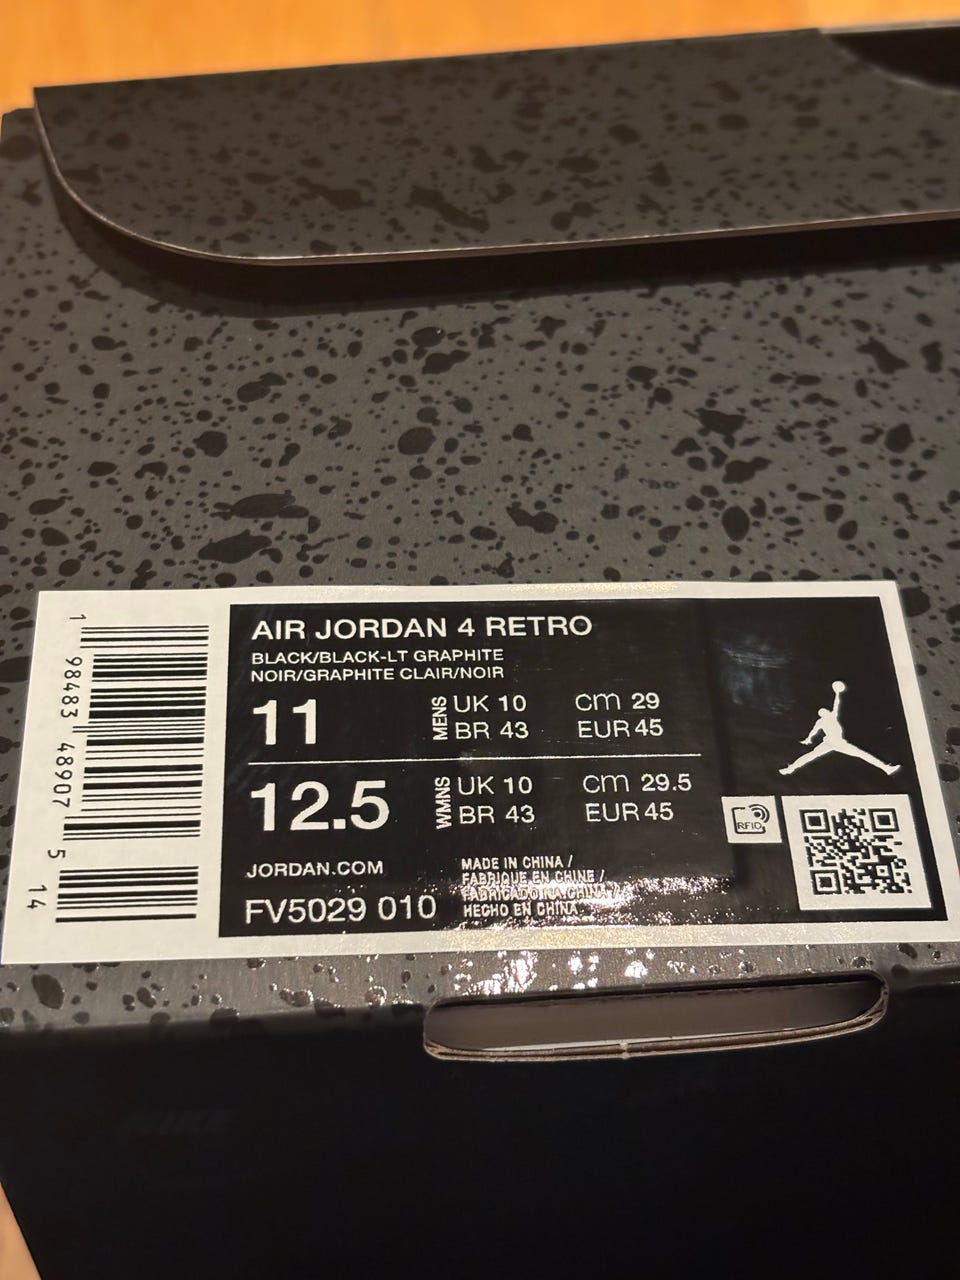 AIR JORDAN 4 RETRO
BLACK/BLACK-LT GRAPHITE
NOIR/GRAPHITE CLAIR/NOIR
11 MENS UK 10 cm 29
BR 43 EUR 45
12.5 WMNS UK 10 cm 29.5
BR 43 EUR 45
JORDAN.COM
FV5029 010
MADE IN CHINA /
FABRIQUE EN CHINE /
FABRICADO NA CHINA /
HECHO EN CHINA
RFID
1 98483 48907 5 14